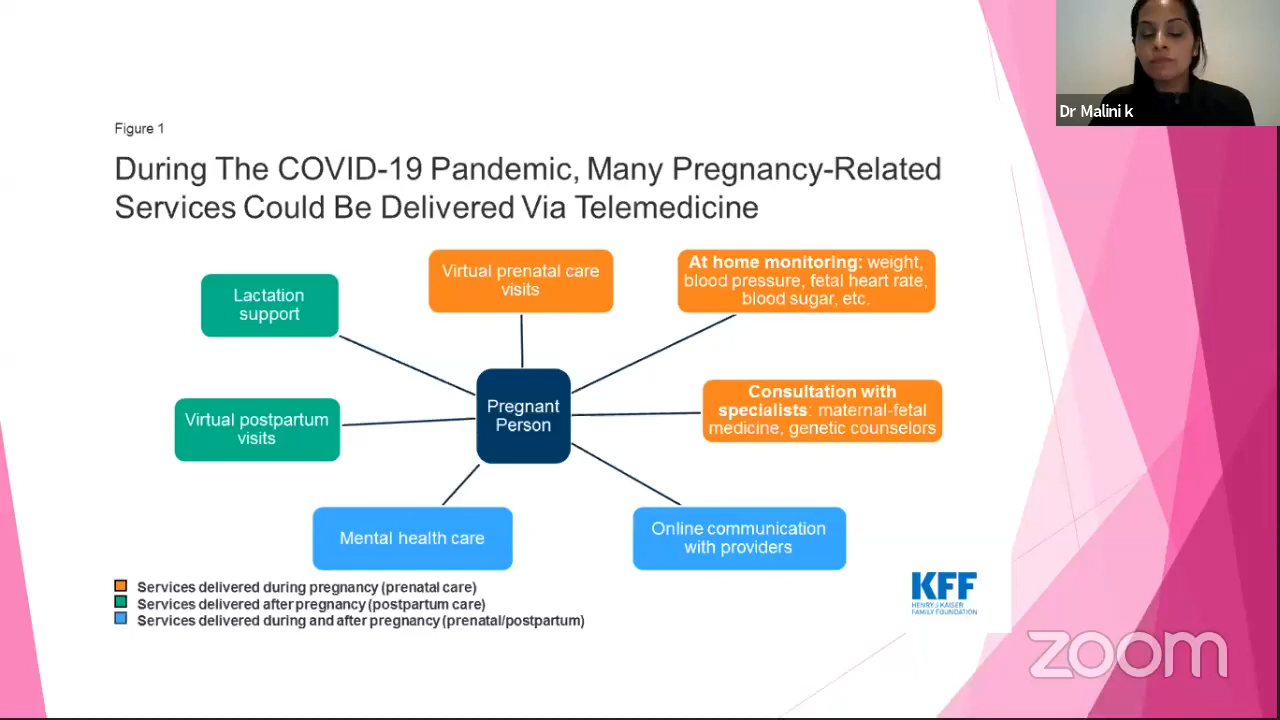 Dr Malini k
Figure 1
During The COVID-19 Pandemic, Many Pregnancy-Related
Services Could Be Delivered Via Telemedicine
Lactation
support
Virtual prenatal care
visits
At home monitoring: weight,
blood pressure, fetal heart rate,
blood sugar, etc.
Virtual postpartum
visits
Pregnant
Person
Consultation with
specialists: maternal-fetal
medicine, genetic counselors
Mental health care
Online communication
with providers
Services delivered during pregnancy (prenatal care)
Services delivered after pregnancy (postpartum care)
Services delivered during and after pregnancy (prenatal/postpartum)
KFF
HENRY J KAISER
FAMILY FOUNDATION
zoom